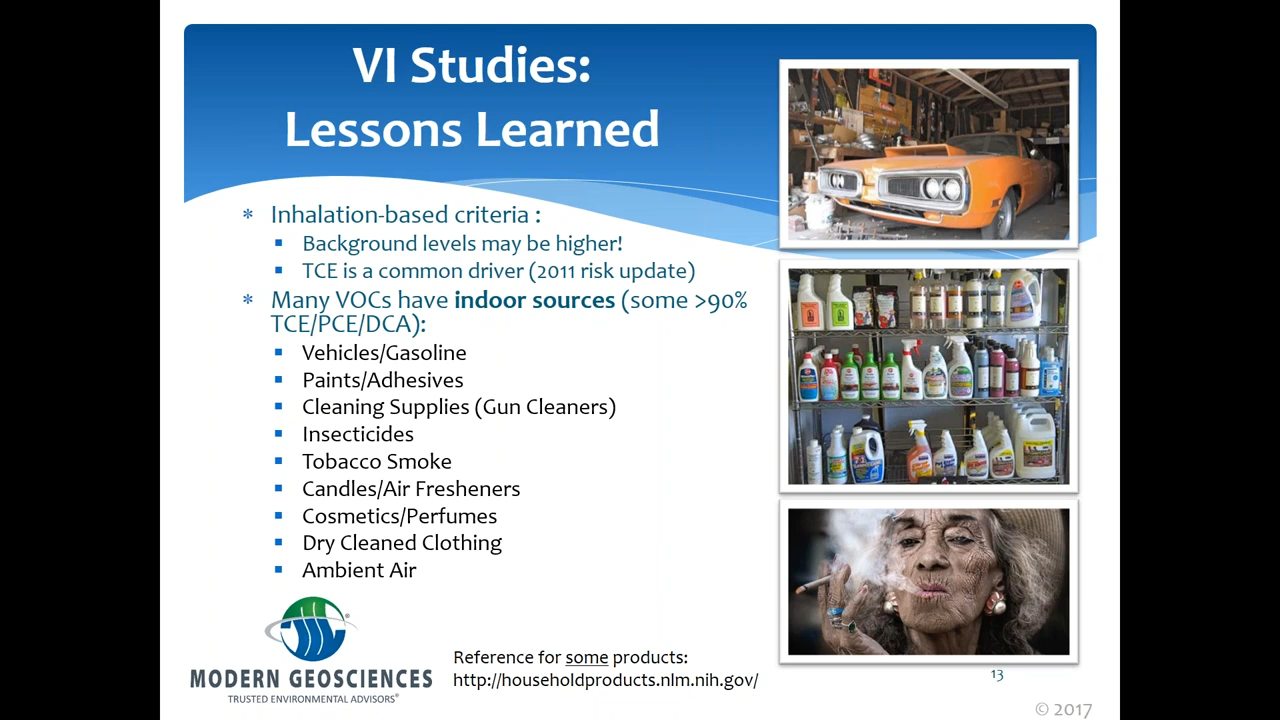 VI Studies:
Lessons Learned
Inhalation-based criteria :
Background levels may be higher!
TCE is a common driver (2011 risk update)
Many VOCs have indoor sources (some >90%
TCE/PCE/DCA):
Vehicles/Gasoline
Paints/Adhesives
Cleaning Supplies (Gun Cleaners)
Insecticides
Tobacco Smoke
Candles/Air Fresheners
Cosmetics/Perfumes
Dry Cleaned Clothing
Ambient Air
MODERN GEOSCIENCES
TRUSTED ENVIRONMENTAL ADVISORS®
Reference for some products:
http://householdproducts.nlm.nih.gov/
13
© 2017